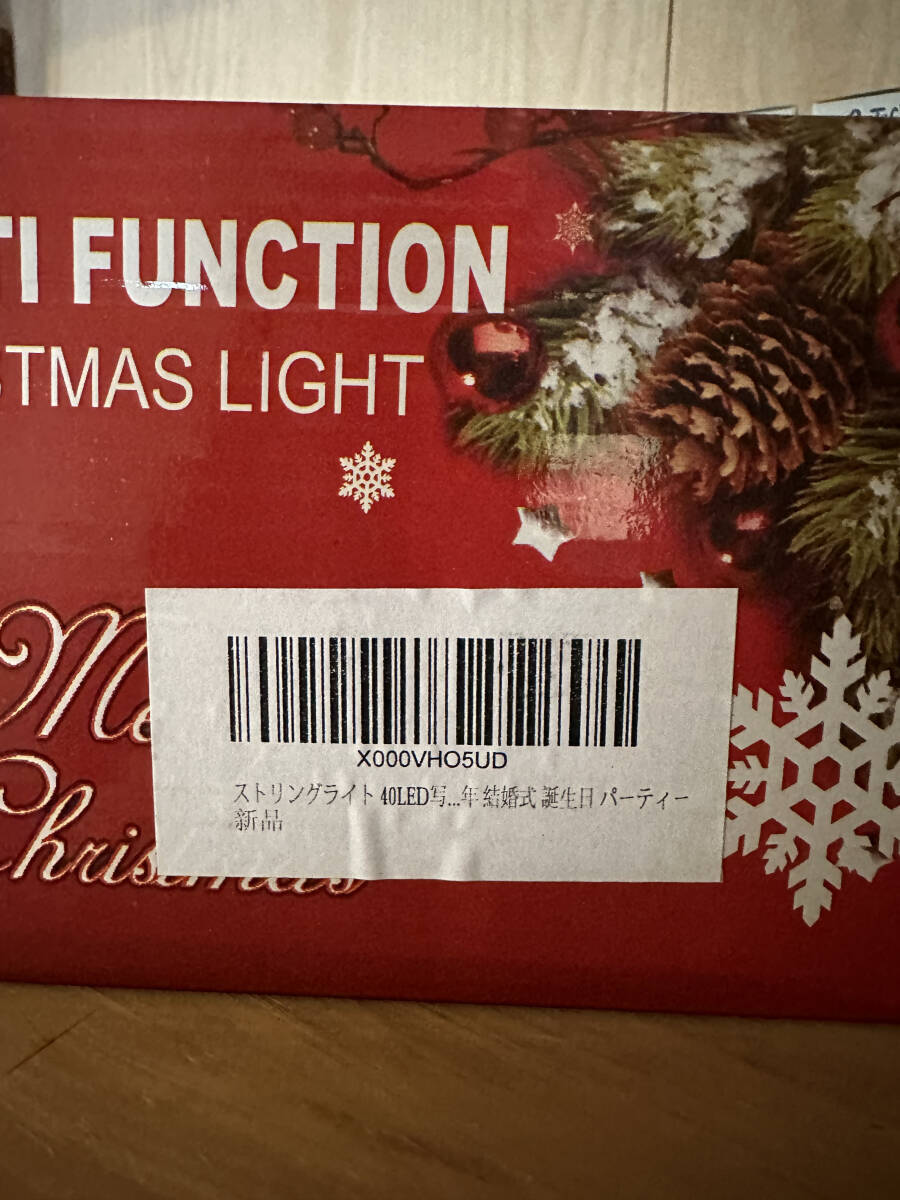 TI FUNCTION
STMAS LIGHT
Me
Christmas
X000VHO5UD
ストリングライト 40LED写...年 結婚式 誕生日 パーティー
新品